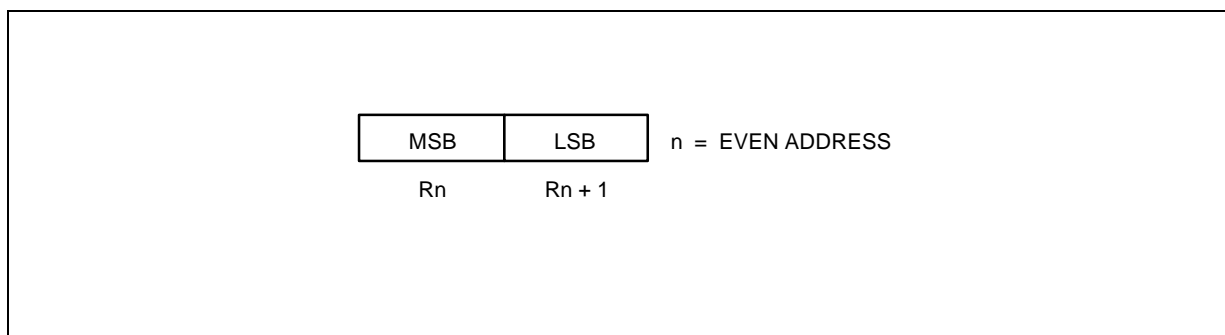 MSB LSB n = EVEN ADDRESS
Rn Rn + 1